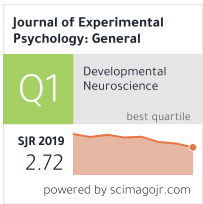 Journal of Experimental
Psychology: General
Q1
Developmental
Neuroscience
best quartile
SJR 2019
2.72
powered by scimagojr.com